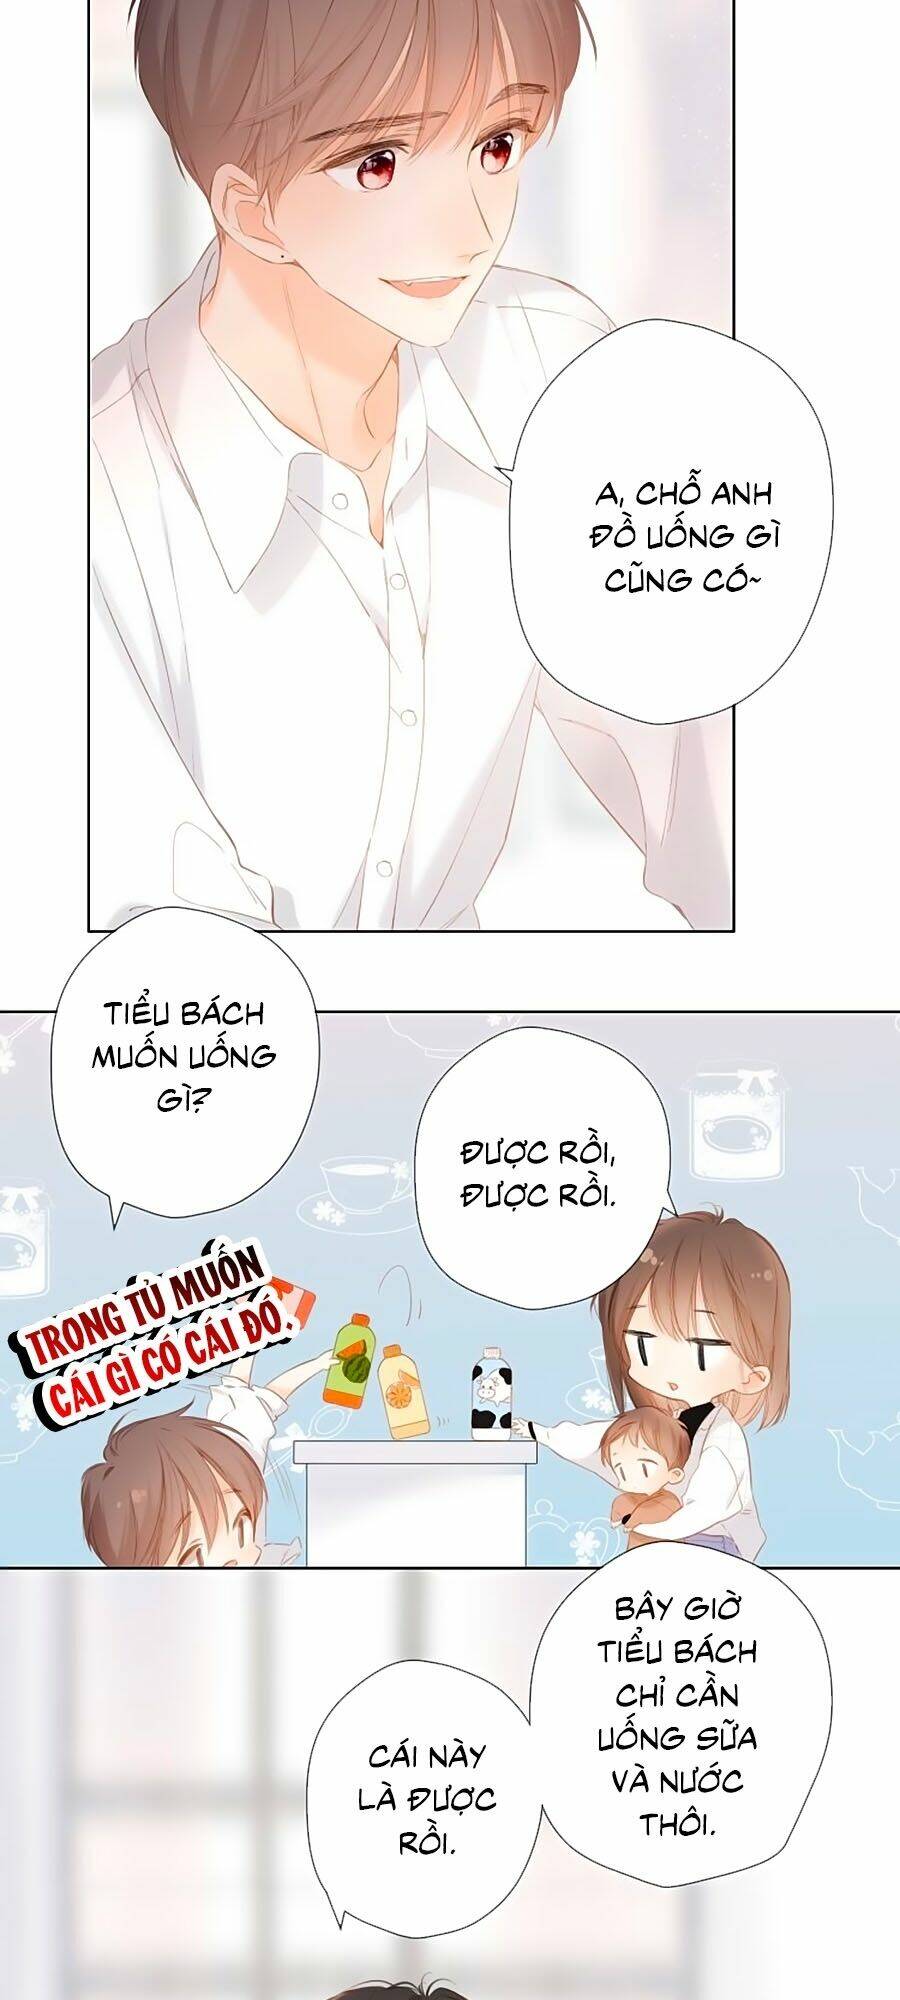 A, CHỖ ANH
ĐỒ UỐNG GÌ
CŨNG CÓ~
TIỂU BÁCH
MUỐN UỐNG
GÌ?
ĐƯỢC RỒI,
ĐƯỢC RỒI.
TRONG TỦ MUỐN
CÁI GÌ CÓ CÁI ĐÓ.
BÂY GIỜ
TIỂU BÁCH
CHỈ CẦN
UỐNG SỮA
VÀ NƯỚC
THÔI.
CÁI NÀY
LÀ ĐƯỢC
RỒI.